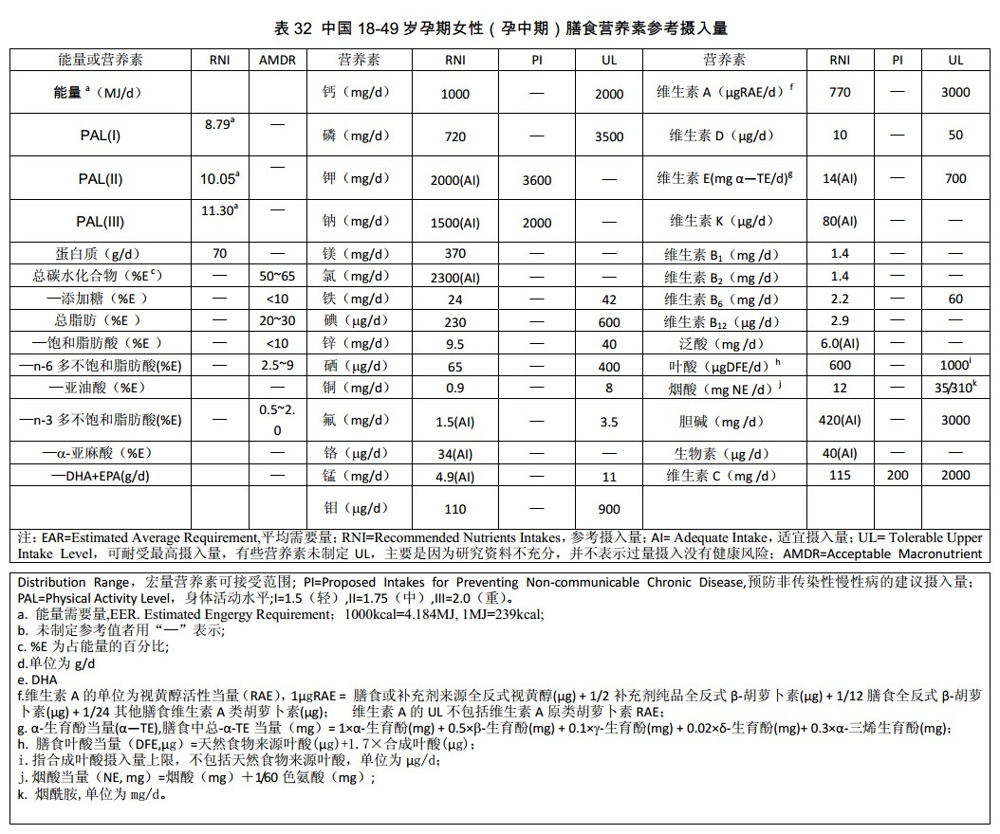 表 32 中国 18-49 岁孕期女性（孕中期）膳食营养素参考摄入量
能量或营养素 RNI AMDR 营养素 RNI PI UL 营养素 RNI PI UL
能量 a（MJ/d） 钙（mg/d） 1000 — 2000 维生素 A（μgRAE/d）f 770 — 3000
PAL(I) 8.79a — 磷（mg/d） 720 — 3500 维生素 D（μg/d） 10 — 50
PAL(II) 10.05a — 钾（mg/d） 2000(AI) 3600 — 维生素 E(mg α—TE/d)g 14(AI) — 700
PAL(III) 11.30a — 钠（mg/d） 1500(AI) 2000 — 维生素 K（μg/d） 80(AI) — —
蛋白质（g/d） 70 — 镁（mg/d） 370 — — 维生素 B1（mg /d） 1.4 — —
总碳水化合物（%E c） — 50~65 氯（mg/d） 2300(AI) — — 维生素 B2（mg /d） 1.4 — —
—添加糖（%E ） — <10 铁（mg/d） 24 — 42 维生素 B6（mg /d） 2.2 — 60
总脂肪（%E ） — 20~30 碘（μg/d） 230 — 600 维生素 B12（μg /d） 2.9 — —
—饱和脂肪酸（%E ） — <10 锌（mg/d） 9.5 — 40 泛酸（mg /d） 6.0(AI) — —
—n-6 多不饱和脂肪酸(%E) — 2.5~9 硒（μg/d） 65 — 400 叶酸（μgDFE/d）h 600 — 1000i
—亚油酸（%E） — 铜（mg/d） 0.9 — 8 烟酸（mg NE /d）j 12 — 35/310k
—n-3 多不饱和脂肪酸(%E) — 0.5~2.0 氟（mg/d） 1.5(AI) — 3.5 胆碱（mg /d） 420(AI) — 3000
—α-亚麻酸（%E） — 铬（μg/d） 34(AI) — — 生物素（μg /d） 40(AI) — —
—DHA+EPA(g/d) — 锰（mg/d） 4.9(AI) — 11 维生素 C（mg /d） 115 200 2000
钼（μg/d） 110 — 900
注: EAR=Estimated Average Requirement,平均需要量；RNI=Recommended Nutrients Intakes，参考摄入量；AI= Adequate Intake，适宜摄入量；UL= Tolerable Upper
Intake Level，可耐受最高摄入量，有些营养素未制定 UL，主要是因为研究资料不充分，并不表示过量摄入没有健康风险；AMDR=Acceptable Macronutrient
Distribution Range，宏量营养素可接受范围; PI=Proposed Intakes for Preventing Non-communicable Chronic Disease,预防非传染性慢性病的建议摄入量；
PAL=Physical Activity Level，身体活动水平;I=1.5（轻）,II=1.75（中）,III=2.0（重）。
a. 能量需要量,EER. Estimated Engergy Requirement；1000kcal=4.184MJ, 1MJ=239kcal;
b. 未制定参考值者用“—”表示;
c. %E 为占能量的百分比;
d.单位为 g/d
e. DHA
f.维生素 A 的单位为视黄醇活性当量（RAE），1μgRAE = 膳食或补充剂来源全反式视黄醇(μg) + 1/2 补充剂纯品全反式 β-胡萝卜素(μg) + 1/12 膳食全反式 β-胡萝
卜素(μg) + 1/24 其他膳食维生素 A 类胡萝卜素(μg)； 维生素 A 的 UL 不包括维生素 A 原类胡萝卜素 RAE；
g. α-生育酚当量(α—TE),膳食中总-α-TE 当量（mg）= 1×α-生育酚(mg) + 0.5×β-生育酚(mg) + 0.1×γ-生育酚(mg) + 0.02×δ-生育酚(mg)+ 0.3×α-三烯生育酚(mg)；
h. 膳食叶酸当量（DFE,μg）=天然食物来源叶酸(μg)+1.7×合成叶酸(μg)；
i. 指合成叶酸摄入量上限，不包括天然食物来源叶酸，单位为 μg/d；
j. 烟酸当量（NE, mg）=烟酸（mg）＋1/60 色氨酸（mg）;
k. 烟酰胺,单位为 mg/d。